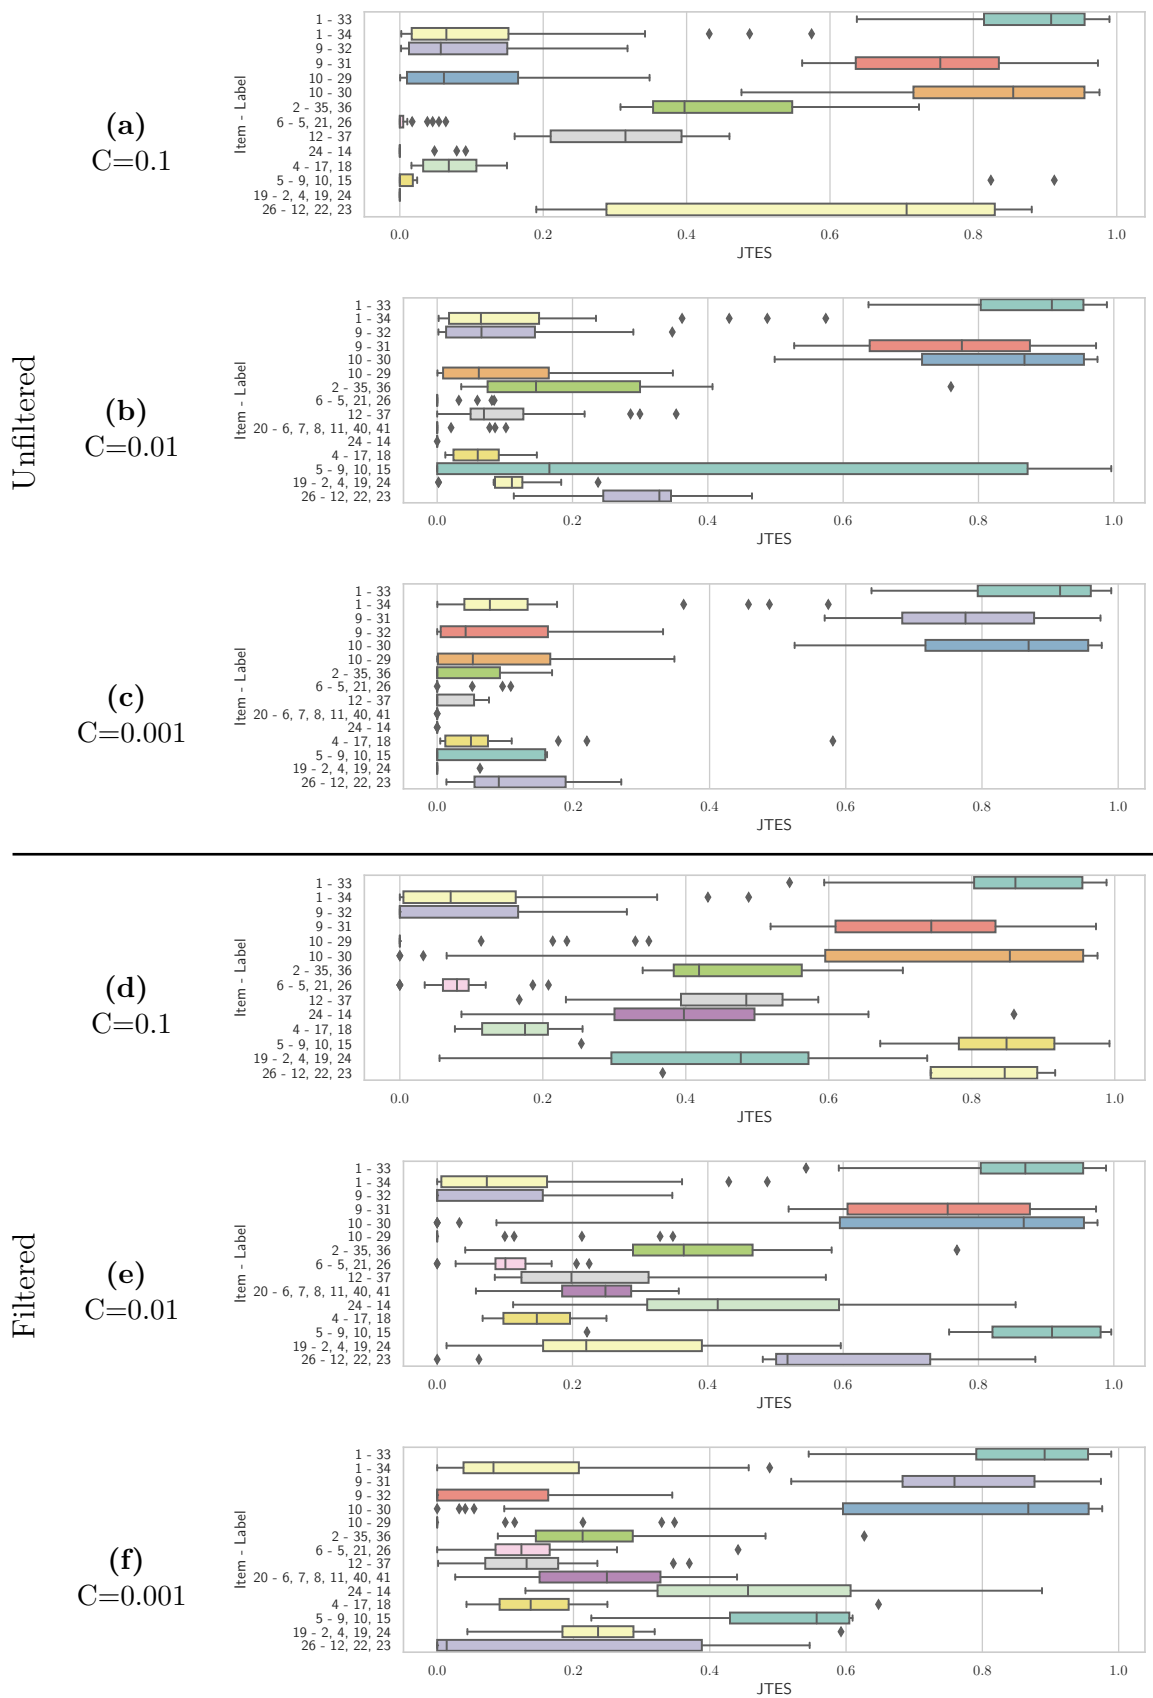 Unfiltered
(a)
C=0.1
Item - Label
1 - 33
1 - 34
9 - 32
9 - 31
10 - 29
10 - 30
2 - 35, 36
6 - 5, 21, 26
12 - 37
24 - 14
4 - 17, 18
5 - 9, 10, 15
19 - 2, 4, 19, 24
26 - 12, 22, 23
0.0 0.2 0.4 0.6 0.8 1.0
JTES
(b)
C=0.01
Item - Label
1 - 33
1 - 34
9 - 32
9 - 31
10 - 30
10 - 29
2 - 35, 36
6 - 5, 21, 26
12 - 37
20 - 6, 7, 8, 11, 40, 41
24 - 14
4 - 17, 18
5 - 9, 10, 15
19 - 2, 4, 19, 24
26 - 12, 22, 23
0.0 0.2 0.4 0.6 0.8 1.0
JTES
(c)
C=0.001
Item - Label
1 - 33
1 - 34
9 - 31
9 - 32
10 - 30
10 - 29
2 - 35, 36
6 - 5, 21, 26
12 - 37
20 - 6, 7, 8, 11, 40, 41
24 - 14
4 - 17, 18
5 - 9, 10, 15
19 - 2, 4, 19, 24
26 - 12, 22, 23
0.0 0.2 0.4 0.6 0.8 1.0
JTES
Filtered
(d)
C=0.1
Item - Label
1 - 33
1 - 34
9 - 32
9 - 31
10 - 29
10 - 30
2 - 35, 36
6 - 5, 21, 26
12 - 37
24 - 14
4 - 17, 18
5 - 9, 10, 15
19 - 2, 4, 19, 24
26 - 12, 22, 23
0.0 0.2 0.4 0.6 0.8 1.0
JTES
(e)
C=0.01
Item - Label
1 - 33
1 - 34
9 - 32
9 - 31
10 - 30
10 - 29
2 - 35, 36
6 - 5, 21, 26
12 - 37
20 - 6, 7, 8, 11, 40, 41
24 - 14
4 - 17, 18
5 - 9, 10, 15
19 - 2, 4, 19, 24
26 - 12, 22, 23
0.0 0.2 0.4 0.6 0.8 1.0
JTES
(f)
C=0.001
Item - Label
1 - 33
1 - 34
9 - 31
9 - 32
10 - 30
10 - 29
2 - 35, 36
6 - 5, 21, 26
12 - 37
20 - 6, 7, 8, 11, 40, 41
24 - 14
4 - 17, 18
5 - 9, 10, 15
19 - 2, 4, 19, 24
26 - 12, 22, 23
0.0 0.2 0.4 0.6 0.8 1.0
JTES